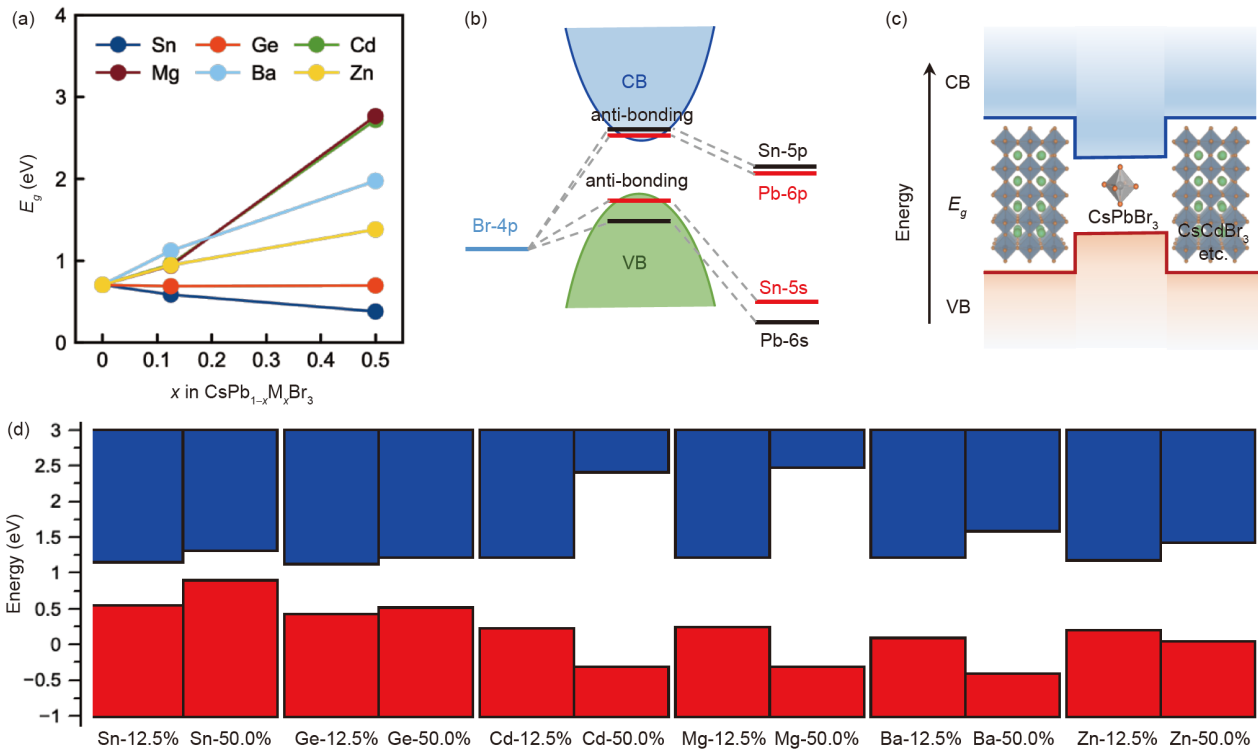 (a)
4
3
2
1
0
E_g (eV)
Sn Ge Cd
Mg Ba Zn
0 0.1 0.2 0.3 0.4 0.5
x in CsPb₁₋ₓMₓBr₃
(b)
CB
anti-bonding
Sn-5p
Pb-6p
anti-bonding
Br-4p
VB
Sn-5s
Pb-6s
(c)
CB
Energy
E_g
VB
CsPbBr₃
CsCdBr₃
etc.
(d)
3
2.5
2
1.5
1
0.5
0
−0.5
−1
Energy (eV)
Sn-12.5% Sn-50.0% Ge-12.5% Ge-50.0% Cd-12.5% Cd-50.0% Mg-12.5% Mg-50.0% Ba-12.5% Ba-50.0% Zn-12.5% Zn-50.0%